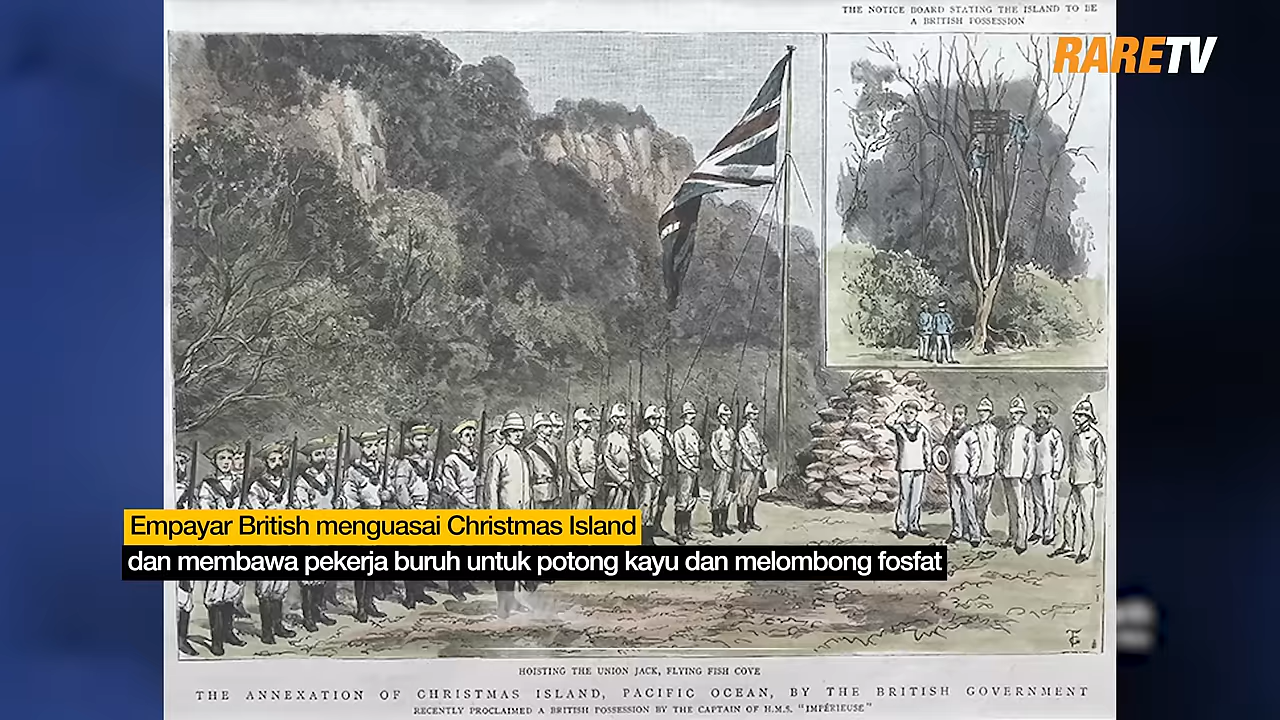 THE NOTICE BOARD STATING THE ISLAND TO BE
A BRITISH POSSESSION
RARETV
Empayar British menguasai Christmas Island
dan membawa pekerja buruh untuk potong kayu dan melombong fosfat
HOISTING THE UNION JACK, FLYING FISH COVE
THE ANNEXATION OF CHRISTMAS ISLAND, PACIFIC OCEAN, BY THE BRITISH GOVERNMENT
RECENTLY PROCLAIMED A BRITISH POSSESSION BY THE CAPTAIN OF H.M.S. "IMPÉRIEUSE"